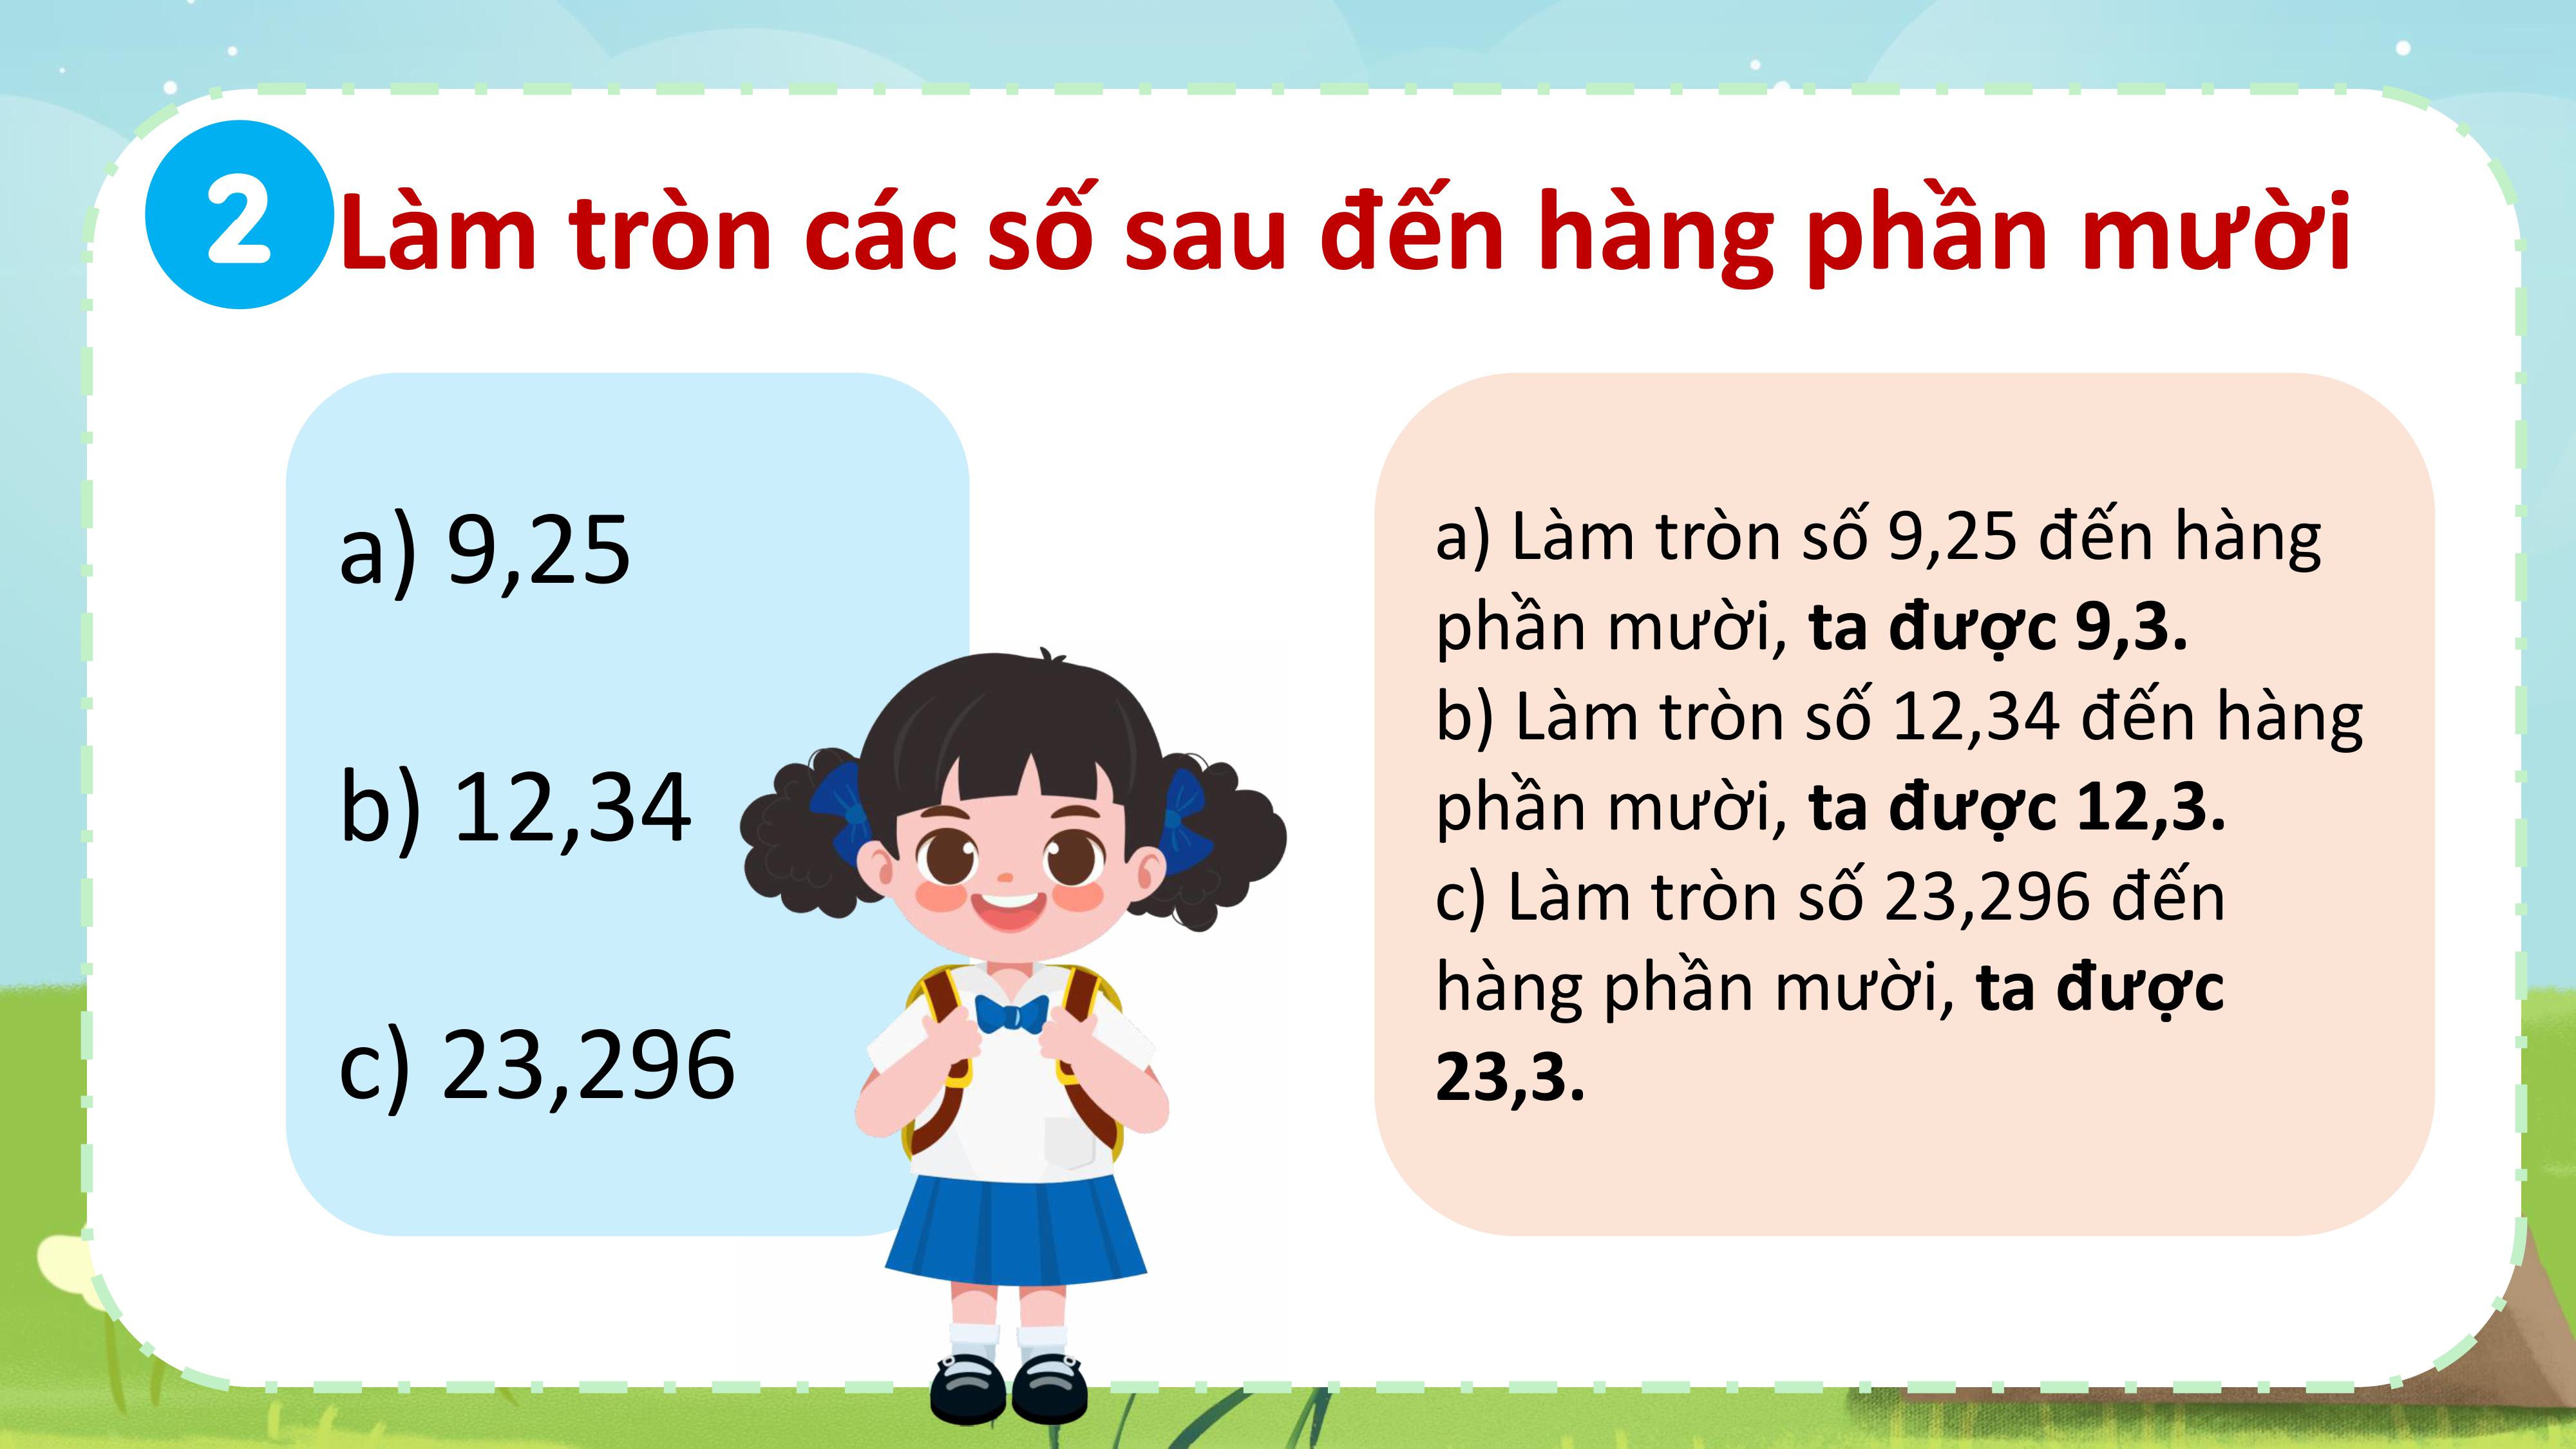 2
Làm tròn các số sau đến hàng phần mười
a) 9,25
b) 12,34
c) 23,296
a) Làm tròn số 9,25 đến hàng
phần mười, ta được 9,3.
b) Làm tròn số 12,34 đến hàng
phần mười, ta được 12,3.
c) Làm tròn số 23,296 đến
hàng phần mười, ta được
23,3.